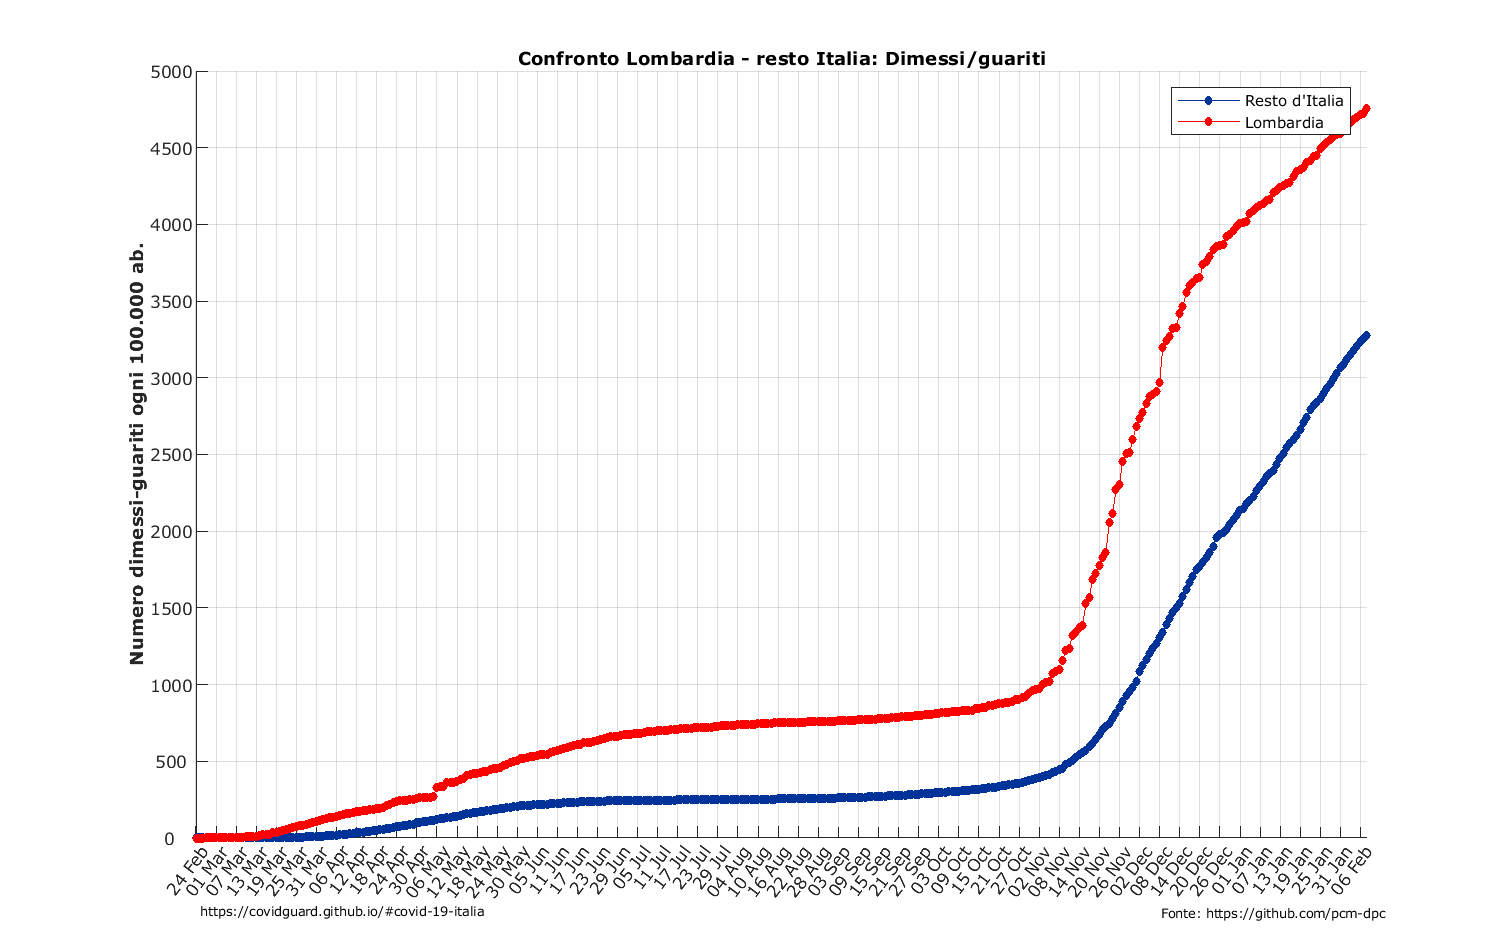 Confronto Lombardia - resto Italia: Dimessi/guariti
Numero dimessi-guariti ogni 100.000 ab.
5000
4500
4000
3500
3000
2500
2000
1500
1000
500
0
Resto d'Italia
Lombardia
24 Feb
01 Mar
07 Mar
13 Mar
19 Mar
25 Mar
31 Mar
06 Apr
12 Apr
18 Apr
24 Apr
30 Apr
06 May
12 May
18 May
24 May
30 May
05 Jun
11 Jun
17 Jun
23 Jun
29 Jun
05 Jul
11 Jul
17 Jul
23 Jul
29 Jul
04 Aug
10 Aug
16 Aug
22 Aug
28 Aug
03 Sep
09 Sep
15 Sep
21 Sep
27 Sep
03 Oct
09 Oct
15 Oct
21 Oct
27 Oct
02 Nov
08 Nov
14 Nov
20 Nov
26 Nov
02 Dec
08 Dec
14 Dec
20 Dec
26 Dec
01 Jan
07 Jan
13 Jan
19 Jan
25 Jan
31 Jan
06 Feb
https://covidguard.github.io/#covid-19-italia
Fonte: https://github.com/pcm-dpc